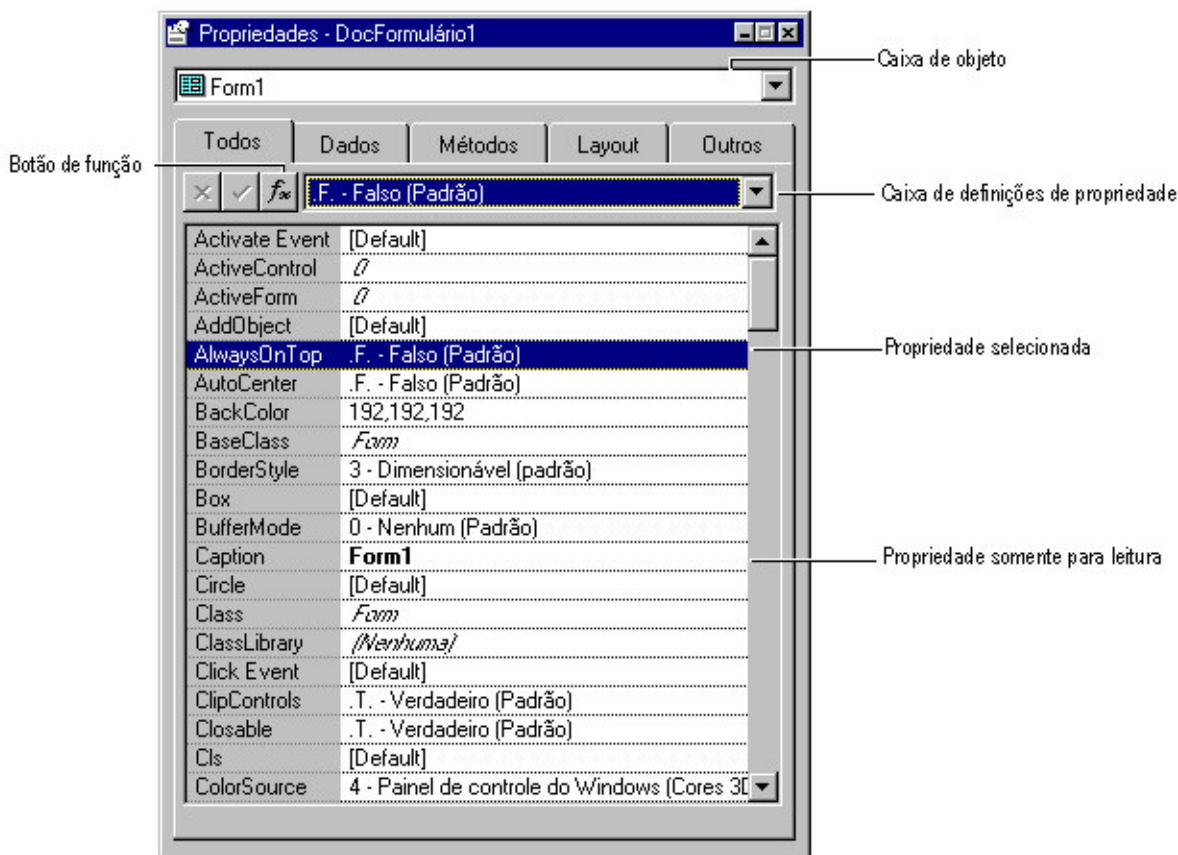 Propriedades - DocFormulário1
Caixa de objeto
Form1
Todos Dados Métodos Layout Outros
Botão de função
fx .F. - Falso (Padrão)
Caixa de definições de propriedade
Activate Event [Default]
ActiveControl 0
ActiveForm 0
AddObject [Default]
AlwaysOnTop .F. - Falso (Padrão)
Propriedade selecionada
AutoCenter .F. - Falso (Padrão)
BackColor 192,192,192
BaseClass Form
BorderStyle 3 - Dimensionável (padrão)
Box [Default]
BufferMode 0 - Nenhum (Padrão)
Caption Form1
Propriedade somente para leitura
Circle [Default]
Class Form
ClassLibrary (Nenhuma)
Click Event [Default]
ClipControls .T. - Verdadeiro (Padrão)
Closable .T. - Verdadeiro (Padrão)
Cls [Default]
ColorSource 4 - Painel de controle do Windows (Cores 3D